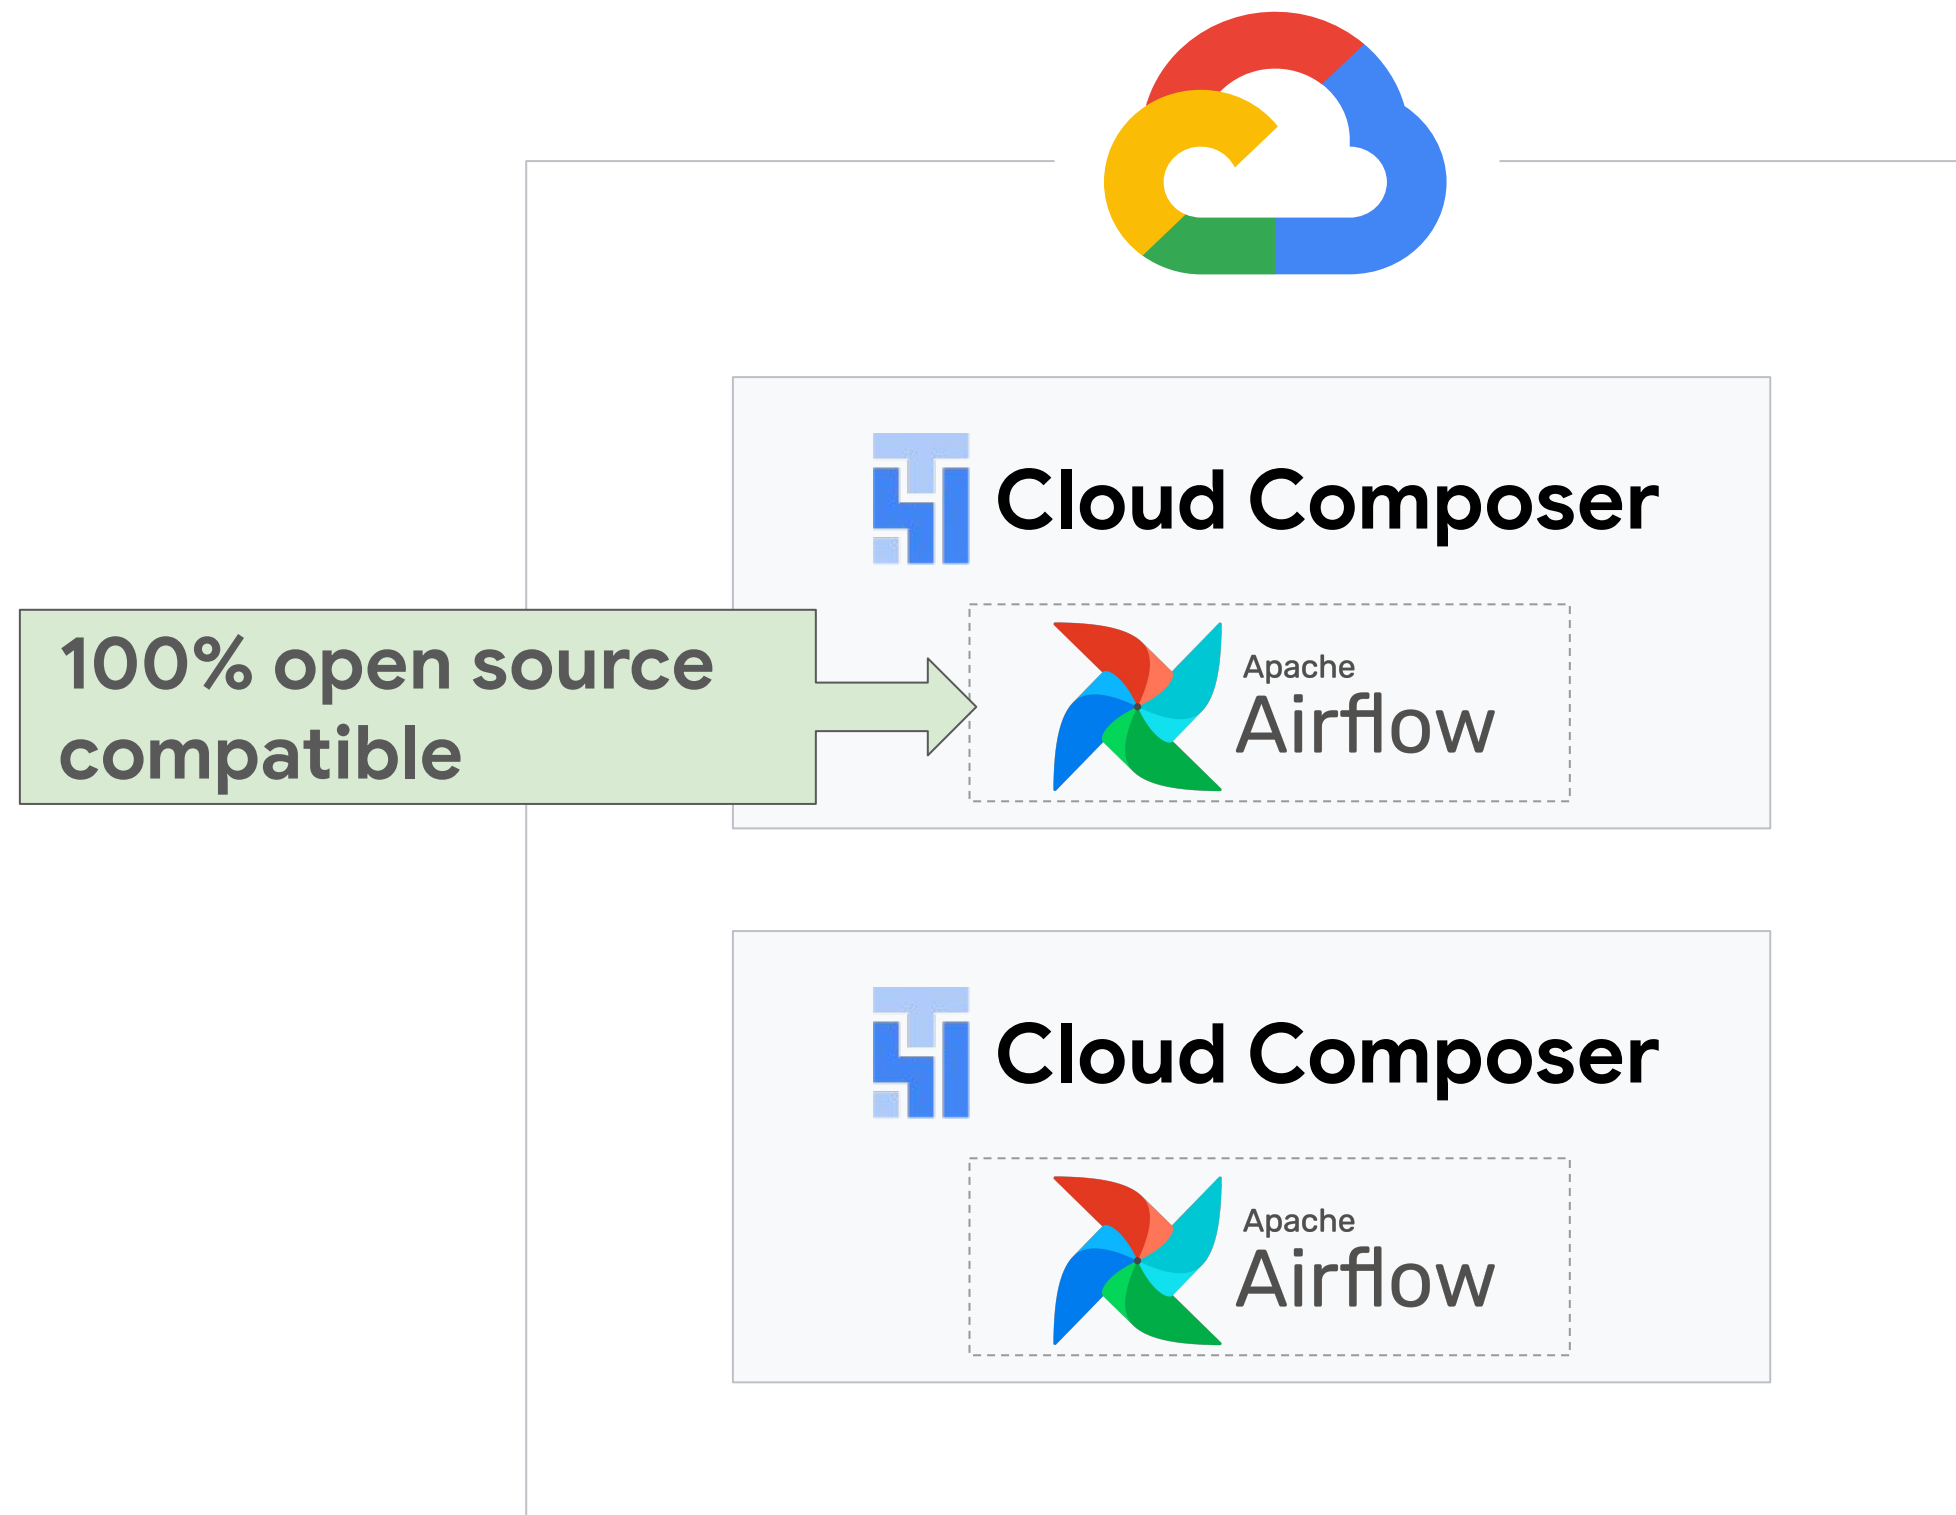 Cloud Composer
100% open source
compatible
Apache
Airflow
Cloud Composer
Apache
Airflow